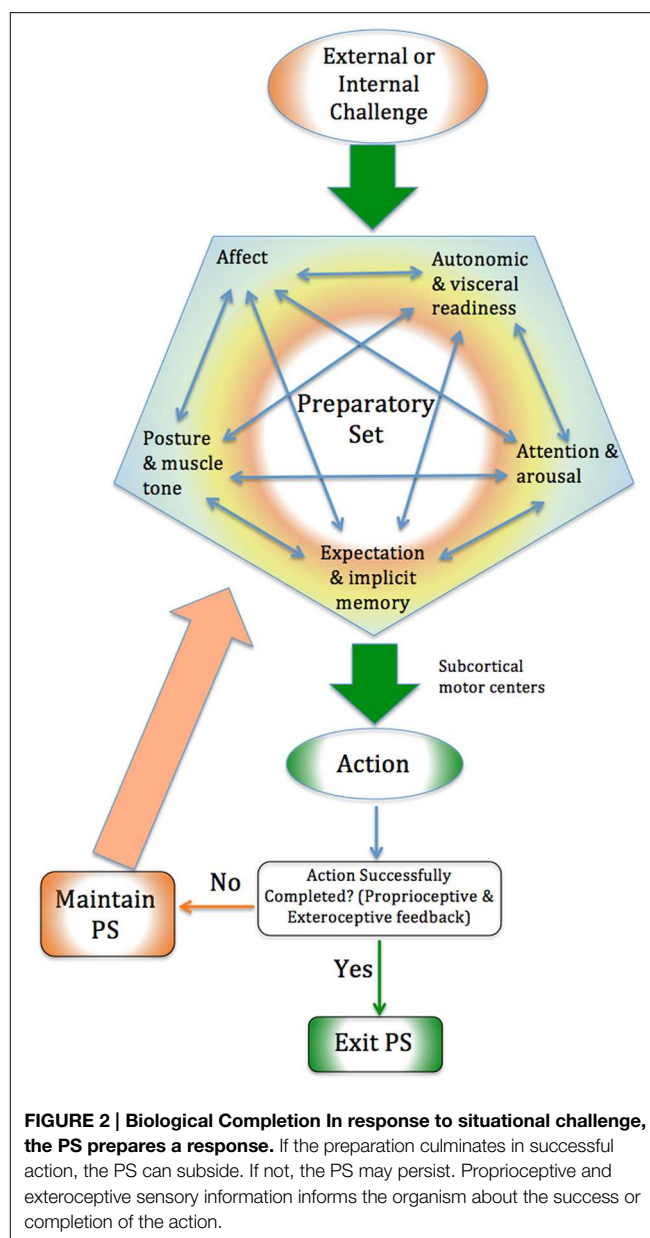 External or
Internal
Challenge
Affect
Autonomic
& visceral
readiness
Preparatory
Set
Posture
& muscle
tone
Attention &
arousal
Expectation
& implicit
memory
Subcortical
motor centers
Action
Action Successfully
Completed? (Proprioceptive &
Exteroceptive feedback)
No
Maintain
PS
Yes
Exit PS
FIGURE 2 | Biological Completion In response to situational challenge,
the PS prepares a response. If the preparation culminates in successful
action, the PS can subside. If not, the PS may persist. Proprioceptive and
exteroceptive sensory information informs the organism about the success or
completion of the action.